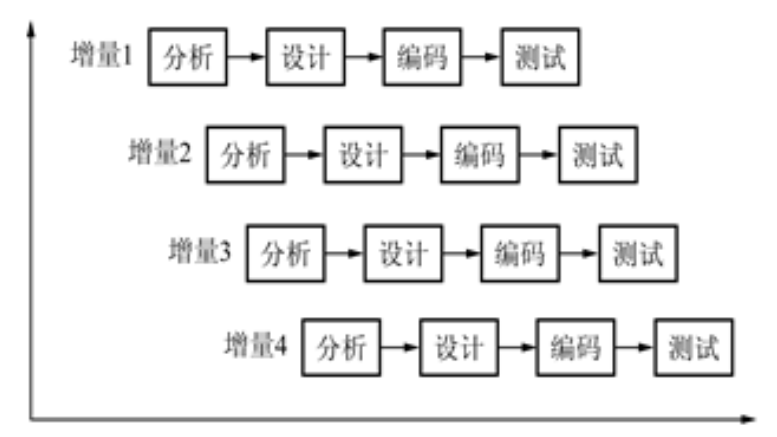 增量1 分析 设计 编码 测试
增量2 分析 设计 编码 测试
增量3 分析 设计 编码 测试
增量4 分析 设计 编码 测试